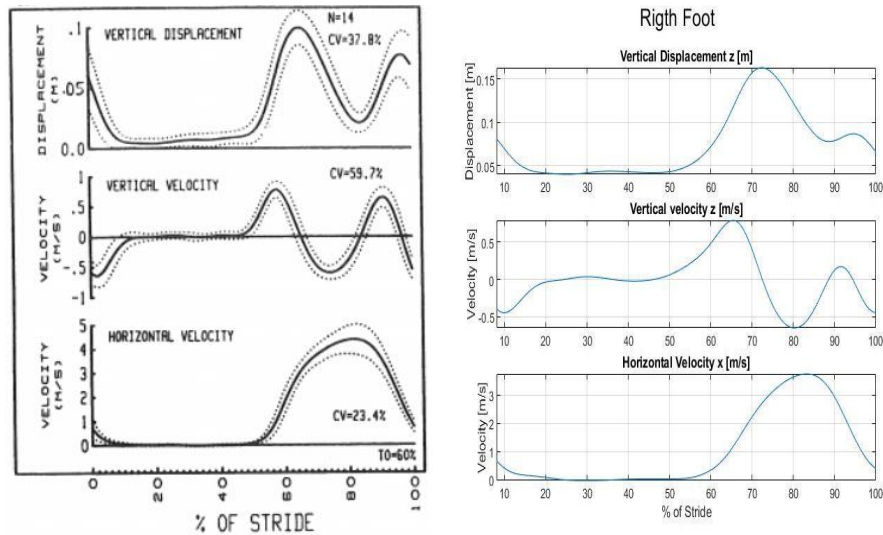 N=14
VERTICAL DISPLACEMENT
CV=37.8%
DISPLACEMENT
(M)
.1
.05
0.0
VERTICAL VELOCITY
CV=59.7%
VELOCITY
(M/S)
1
.5
0
-.5
-1
HORIZONTAL VELOCITY
VELOCITY
(M/S)
5
4
3
2
1
0
CV=23.4%
TO=60%
0
20
40
60
80
100
% OF STRIDE
Rigth Foot
Vertical Displacement z [m]
Displacement [m]
0.15
0.1
0.05
10 20 30 40 50 60 70 80 90 100
Vertical velocity z [m/s]
Velocity [m/s]
0.5
0
-0.5
10 20 30 40 50 60 70 80 90 100
Horizontal Velocity x [m/s]
Velocity [m/s]
3
2
1
0
10 20 30 40 50 60 70 80 90 100
% of Stride